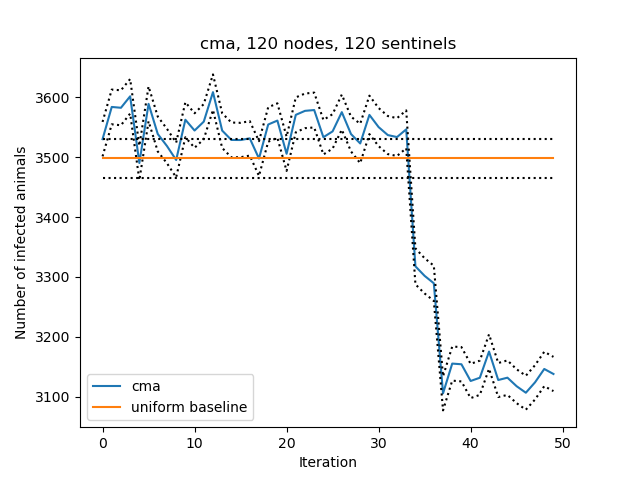 cma, 120 nodes, 120 sentinels
Number of infected animals
3600
3500
3400
3300
3200
3100
cma
uniform baseline
0 10 20 30 40 50
Iteration